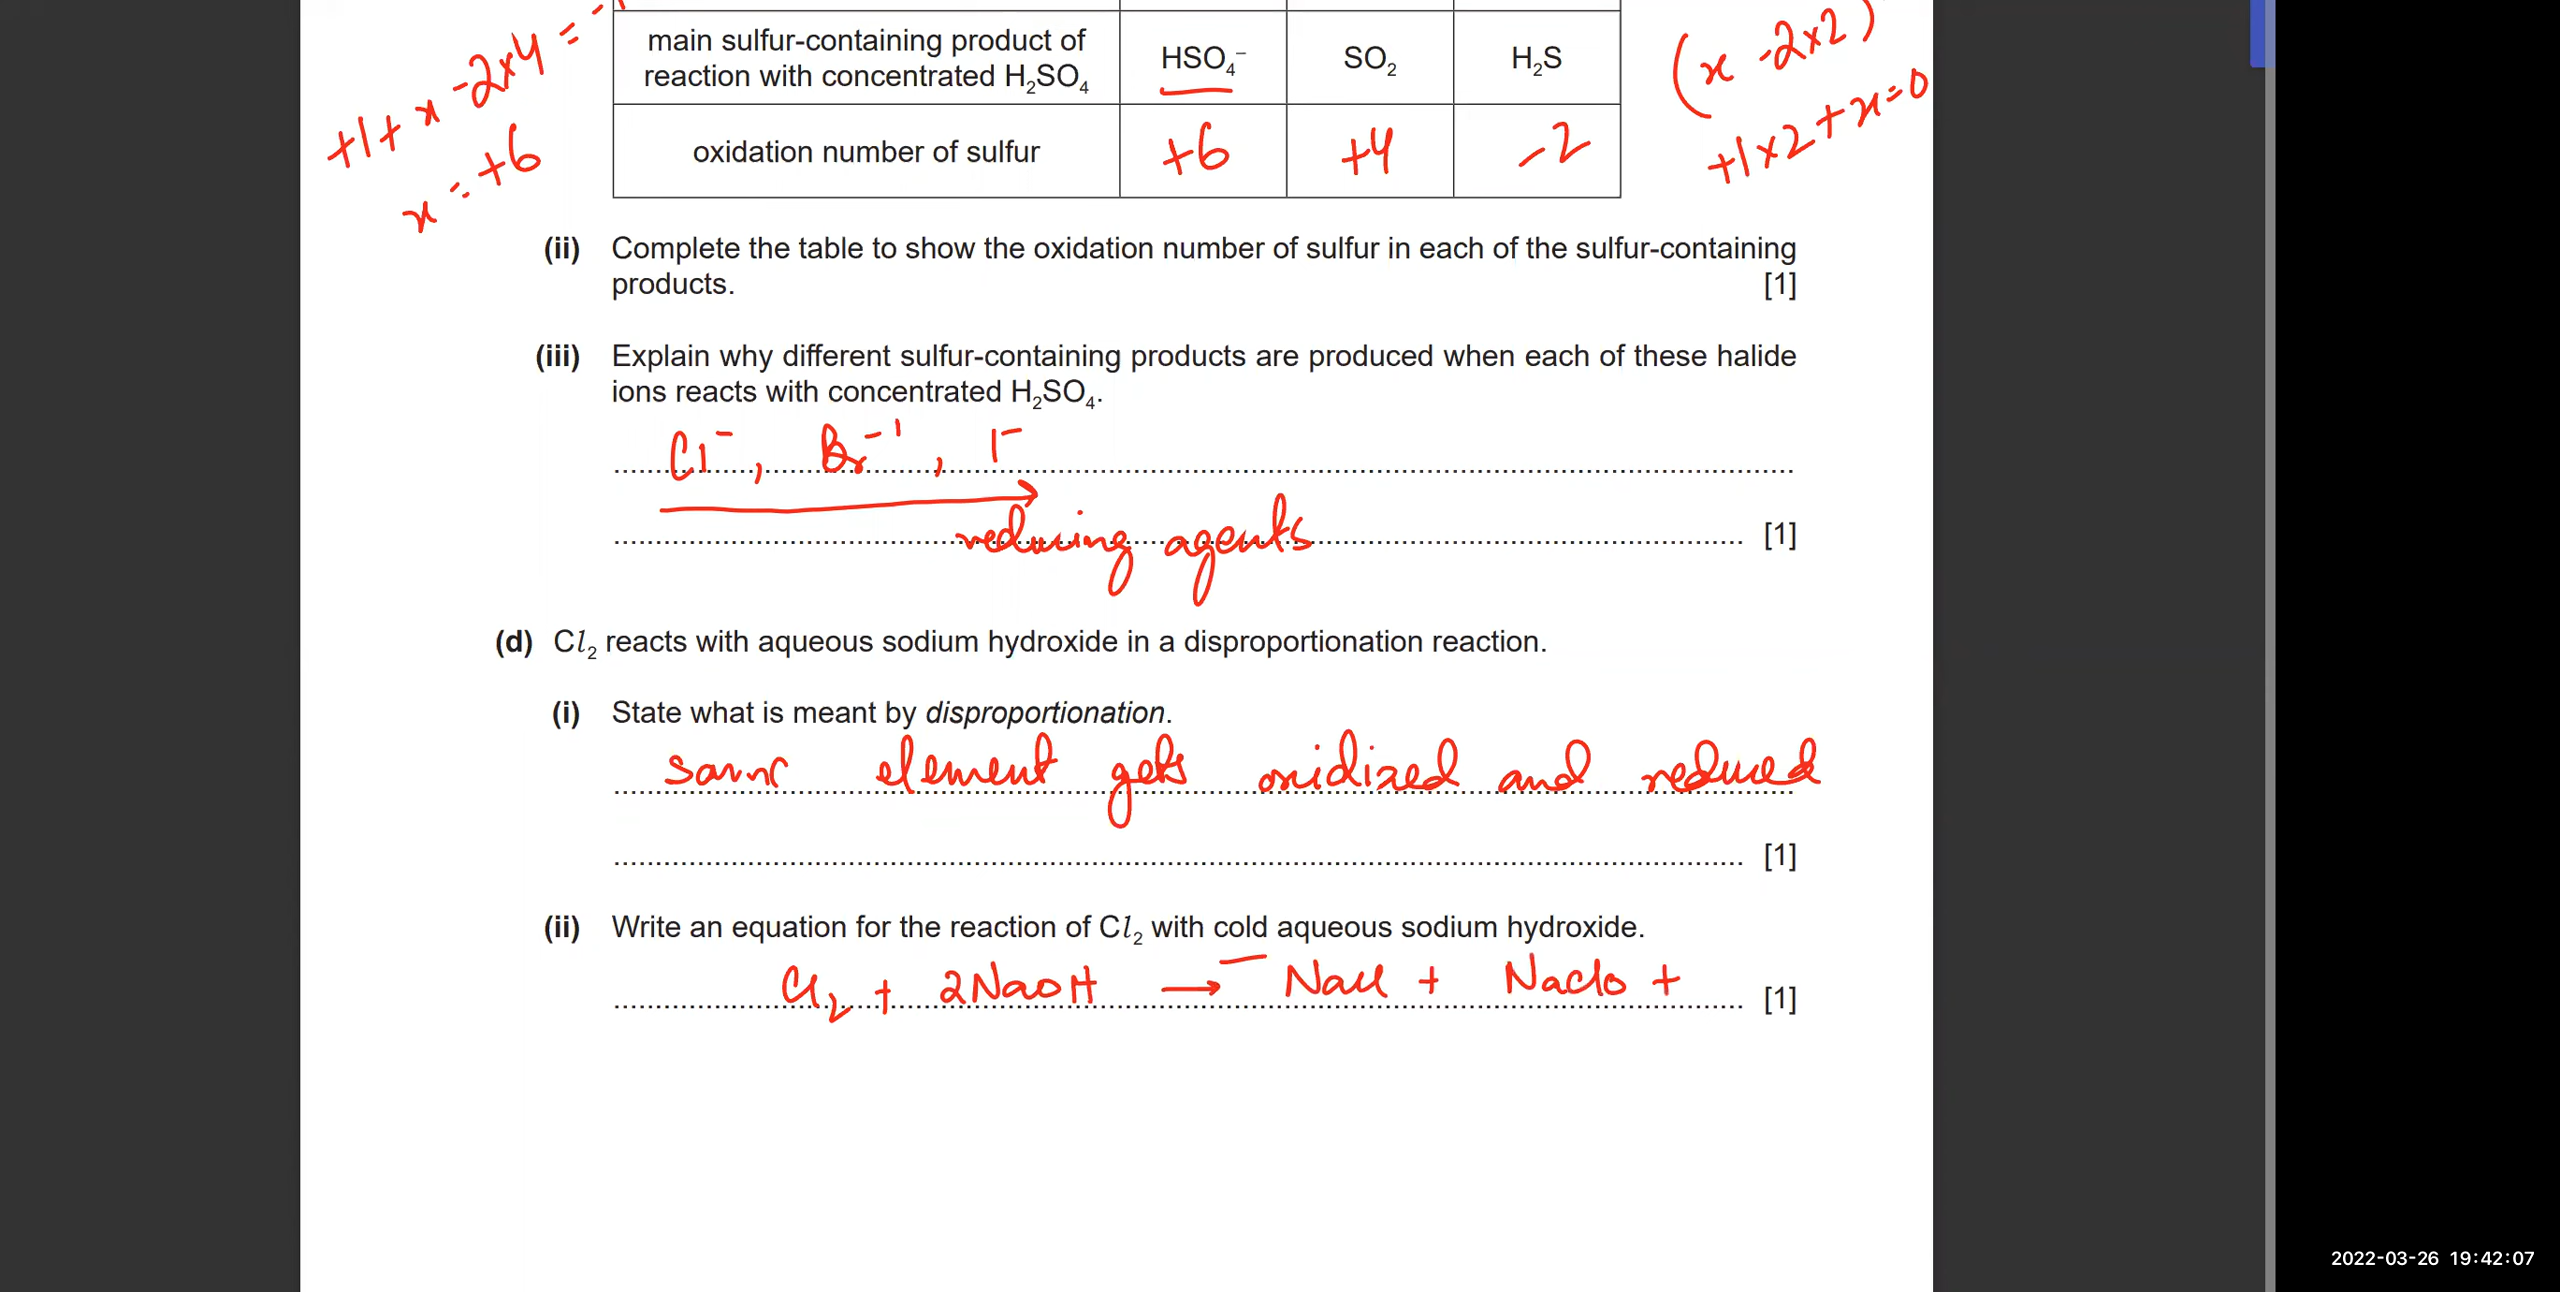 main sulfur-containing product of reaction with concentrated H₂SO₄ HSO₄⁻ SO₂ H₂S
oxidation number of sulfur +6 +4 -2
+1+ x -2×4 = -
x = +6
(x -2×2)
+1×2+x=0
(ii) Complete the table to show the oxidation number of sulfur in each of the sulfur-containing
products. [1]
(iii) Explain why different sulfur-containing products are produced when each of these halide
ions reacts with concentrated H₂SO₄.
Cl⁻, Br⁻¹, I⁻
reducing agents [1]
(d) Cl₂ reacts with aqueous sodium hydroxide in a disproportionation reaction.
(i) State what is meant by disproportionation.
same element gets oxidized and reduced
[1]
(ii) Write an equation for the reaction of Cl₂ with cold aqueous sodium hydroxide.
Cl₂ + 2NaOH → NaCl + NaClO + [1]
2022-03-26 19:42:07